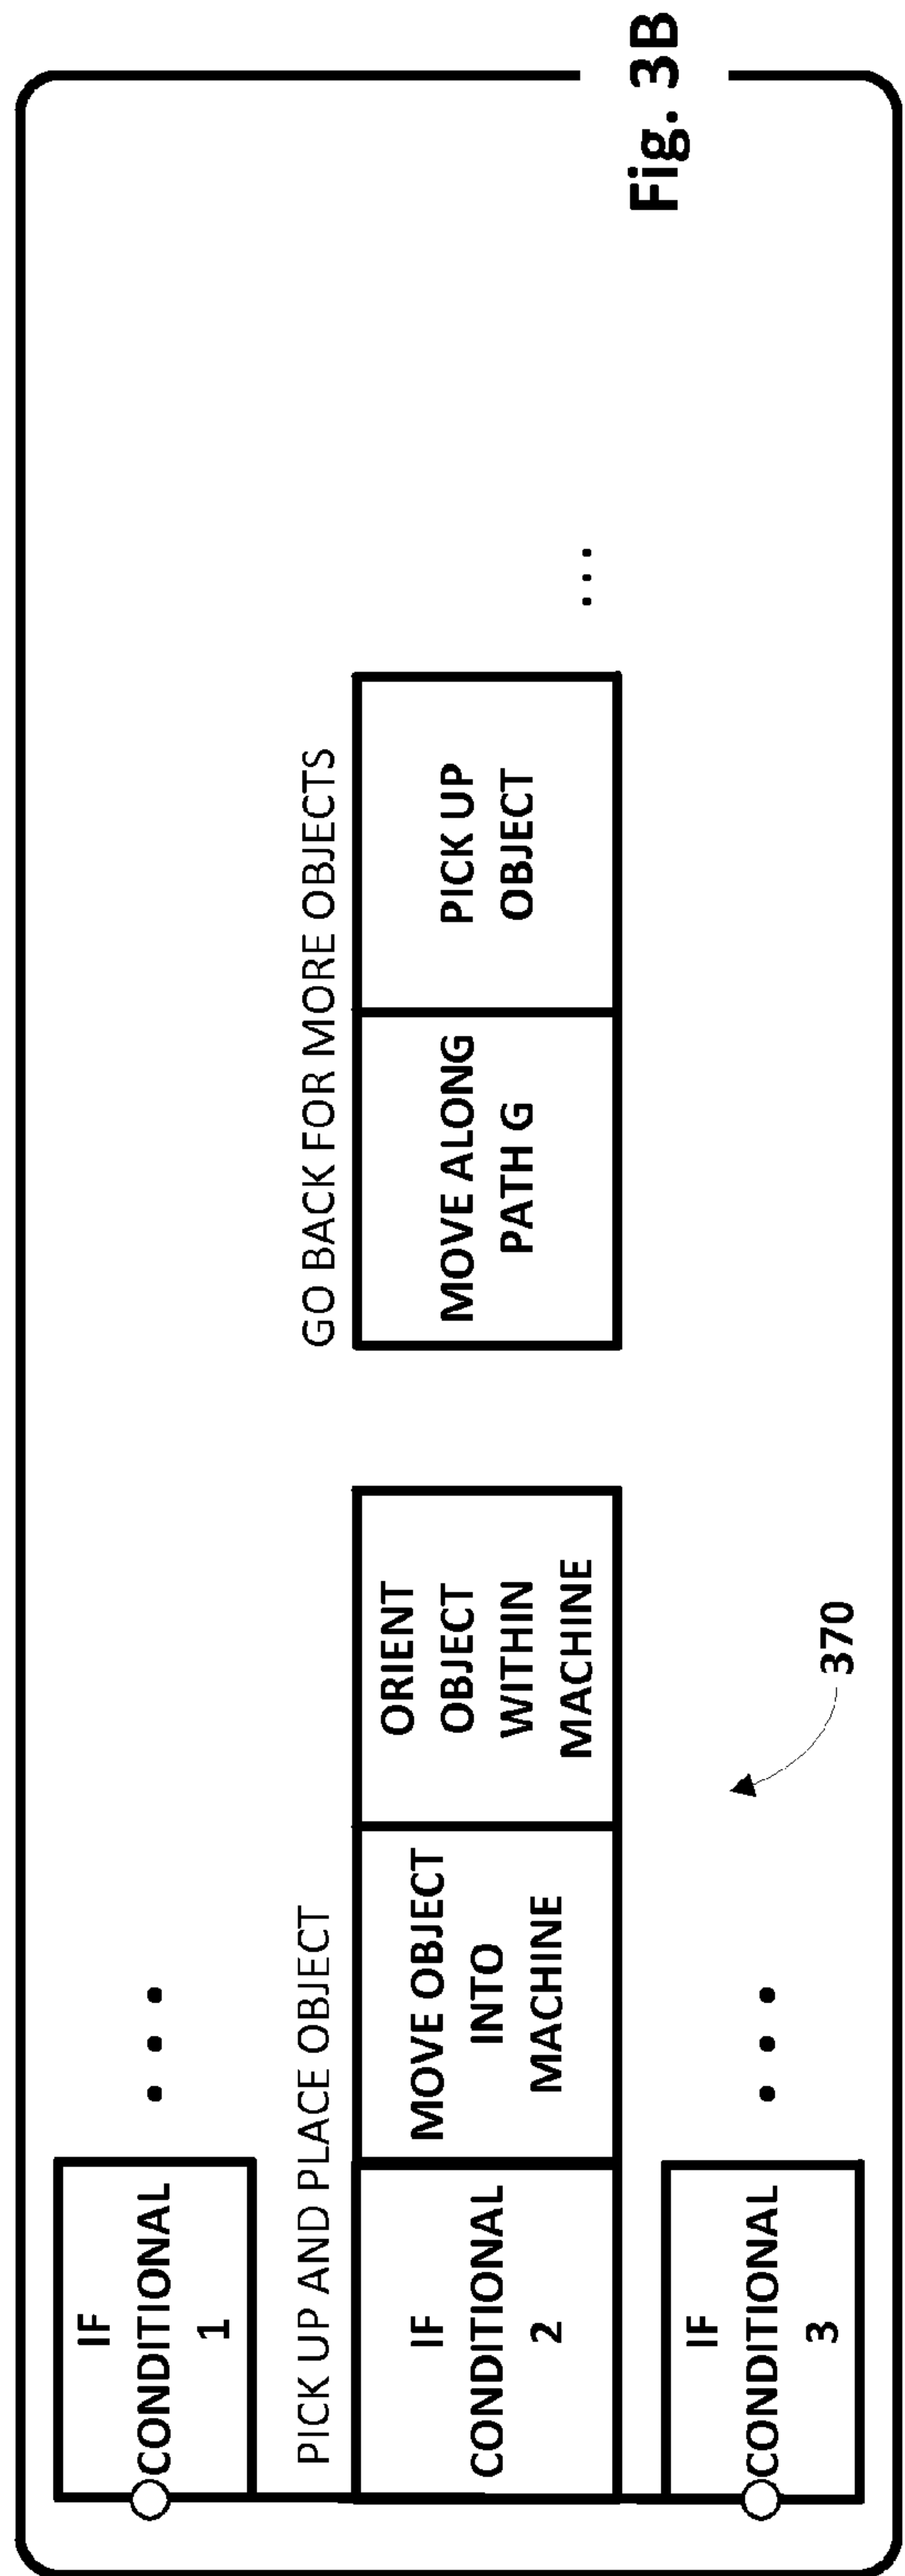 IF
CONDITIONAL
1
• • •
PICK UP AND PLACE OBJECT
IF
CONDITIONAL
2
MOVE OBJECT
INTO
MACHINE
ORIENT
OBJECT
WITHIN
MACHINE
GO BACK FOR MORE OBJECTS
MOVE ALONG
PATH G
PICK UP
OBJECT
...
IF
CONDITIONAL
3
• • •
370
Fig. 3B